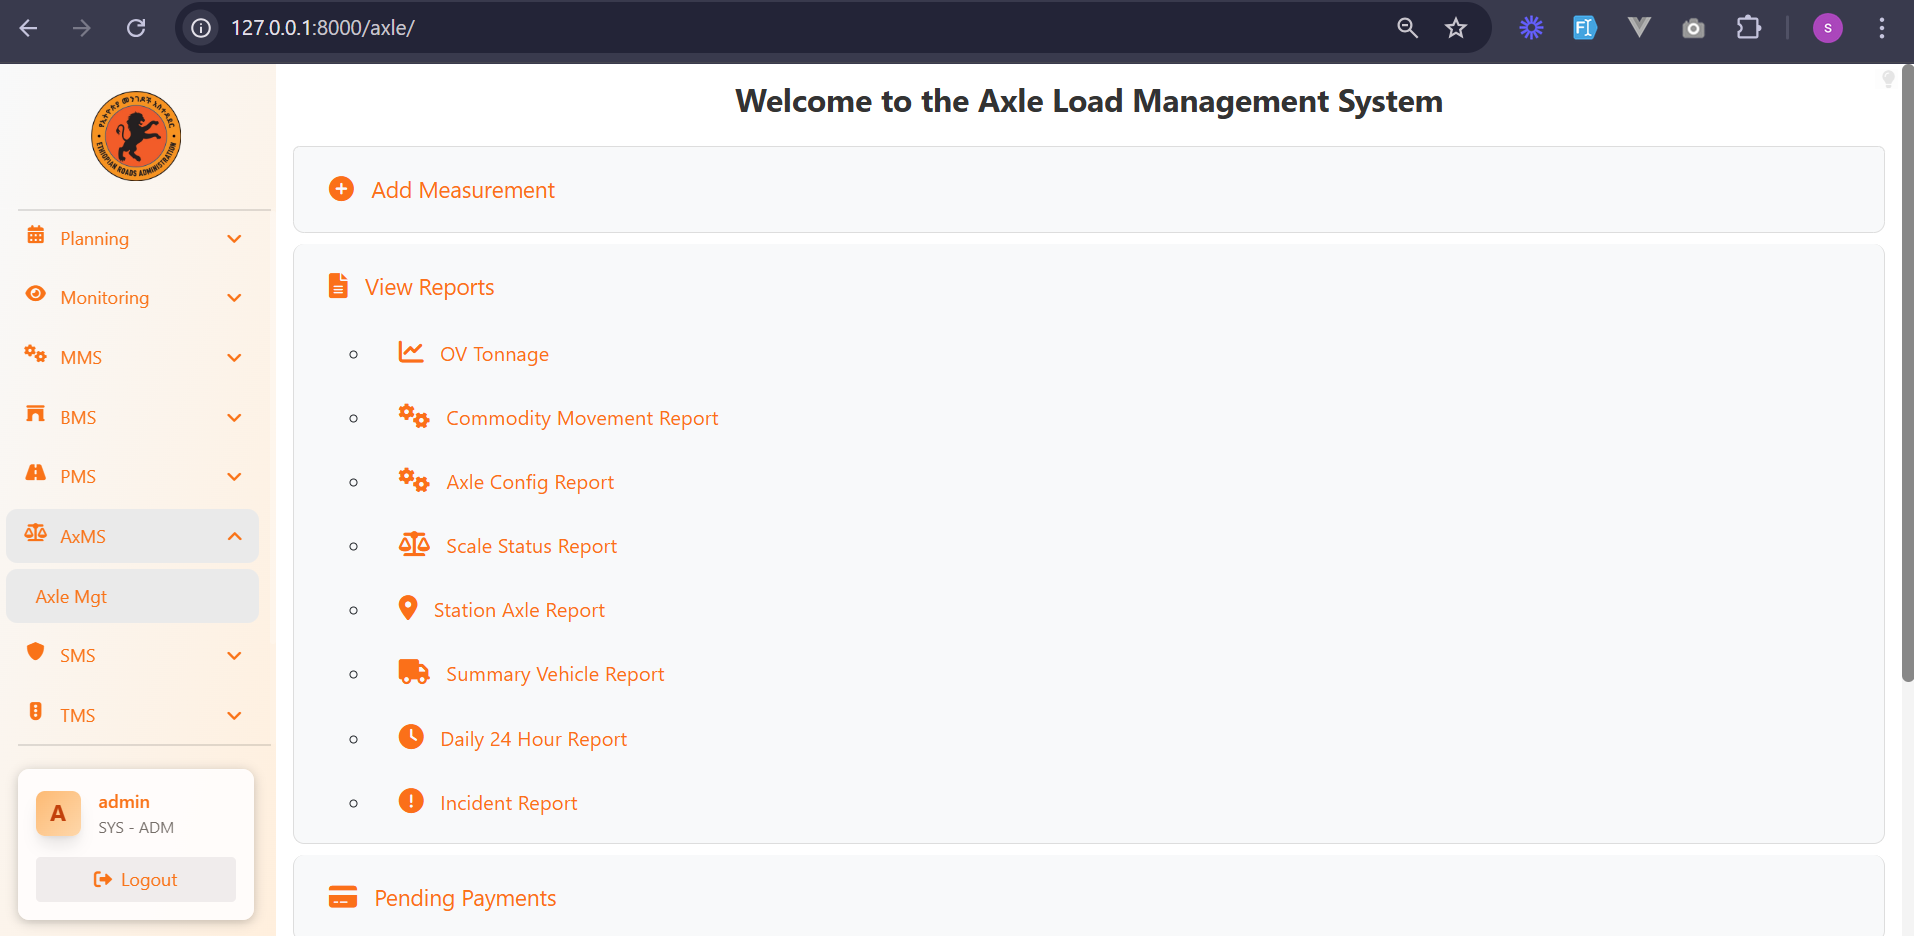 127.0.0.1:8000/axle/
S
የኢትዮጵያ መንገዶች አስተዳደር
ETHIOPIAN ROADS ADMINISTRATION
Planning
Monitoring
MMS
BMS
PMS
AxMS
Axle Mgt
SMS
TMS
A
admin
SYS - ADM
Logout
Welcome to the Axle Load Management System
Add Measurement
View Reports
OV Tonnage
Commodity Movement Report
Axle Config Report
Scale Status Report
Station Axle Report
Summary Vehicle Report
Daily 24 Hour Report
Incident Report
Pending Payments